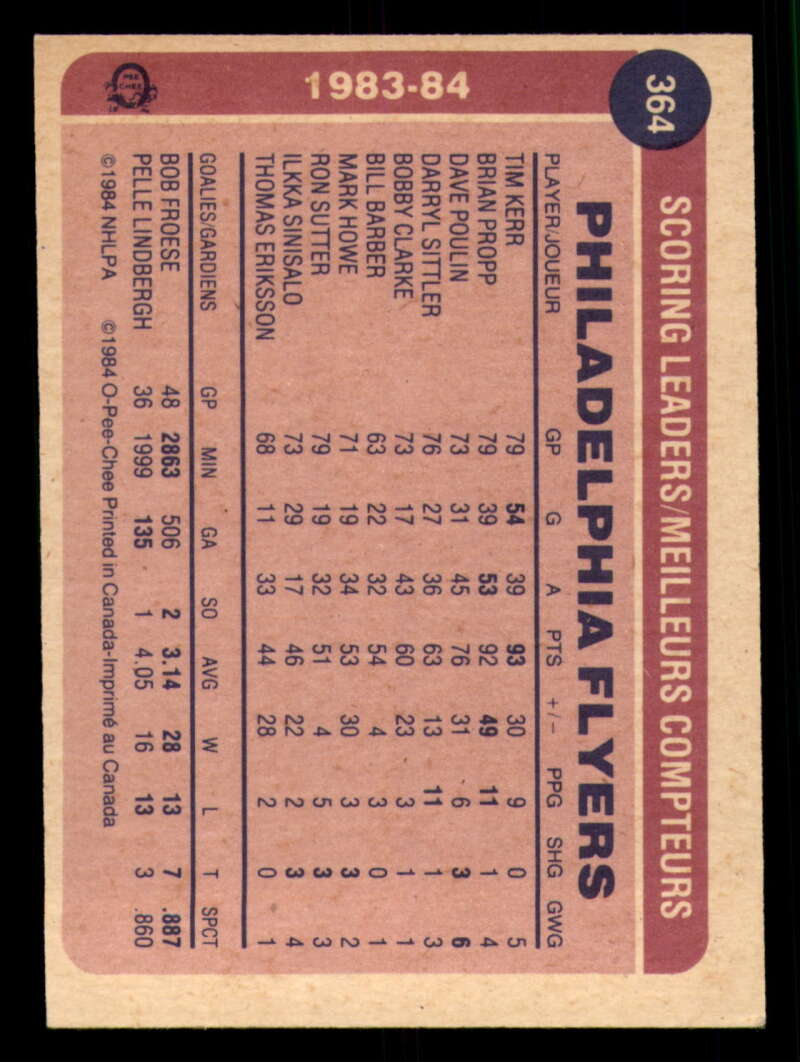 364
SCORING LEADERS/MEILLEURS COMPTEURS
1983-84
PHILADELPHIA FLYERS
PLAYER/JOUEUR GP G A PTS +/- PPG SHG GWG
TIM KERR 79 54 39 93 30 9 0 5
BRIAN PROPP 79 39 53 92 49 11 1 4
DAVE POULIN 73 31 45 76 31 6 3 6
DARRYL SITTLER 76 27 36 63 13 11 1 3
BOBBY CLARKE 73 17 43 60 23 3 1 1
BILL BARBER 63 22 32 54 4 3 0 1
MARK HOWE 71 19 34 53 30 3 3 2
RON SUTTER 79 19 32 51 4 5 3 3
ILKKA SINISALO 73 29 17 46 22 2 3 4
THOMAS ERIKSSON 68 11 33 44 28 2 0 1
GOALIES/GARDIENS GP MIN GA SO AVG W L T SPCT
BOB FROESE 48 2863 506 2 3.14 28 13 7 .887
PELLE LINDBERGH 36 1999 135 1 4.05 16 13 3 .860
©1984 NHLPA ©1984 O-Pee-Chee Printed in Canada-Imprimé au Canada
PEE
CHEE